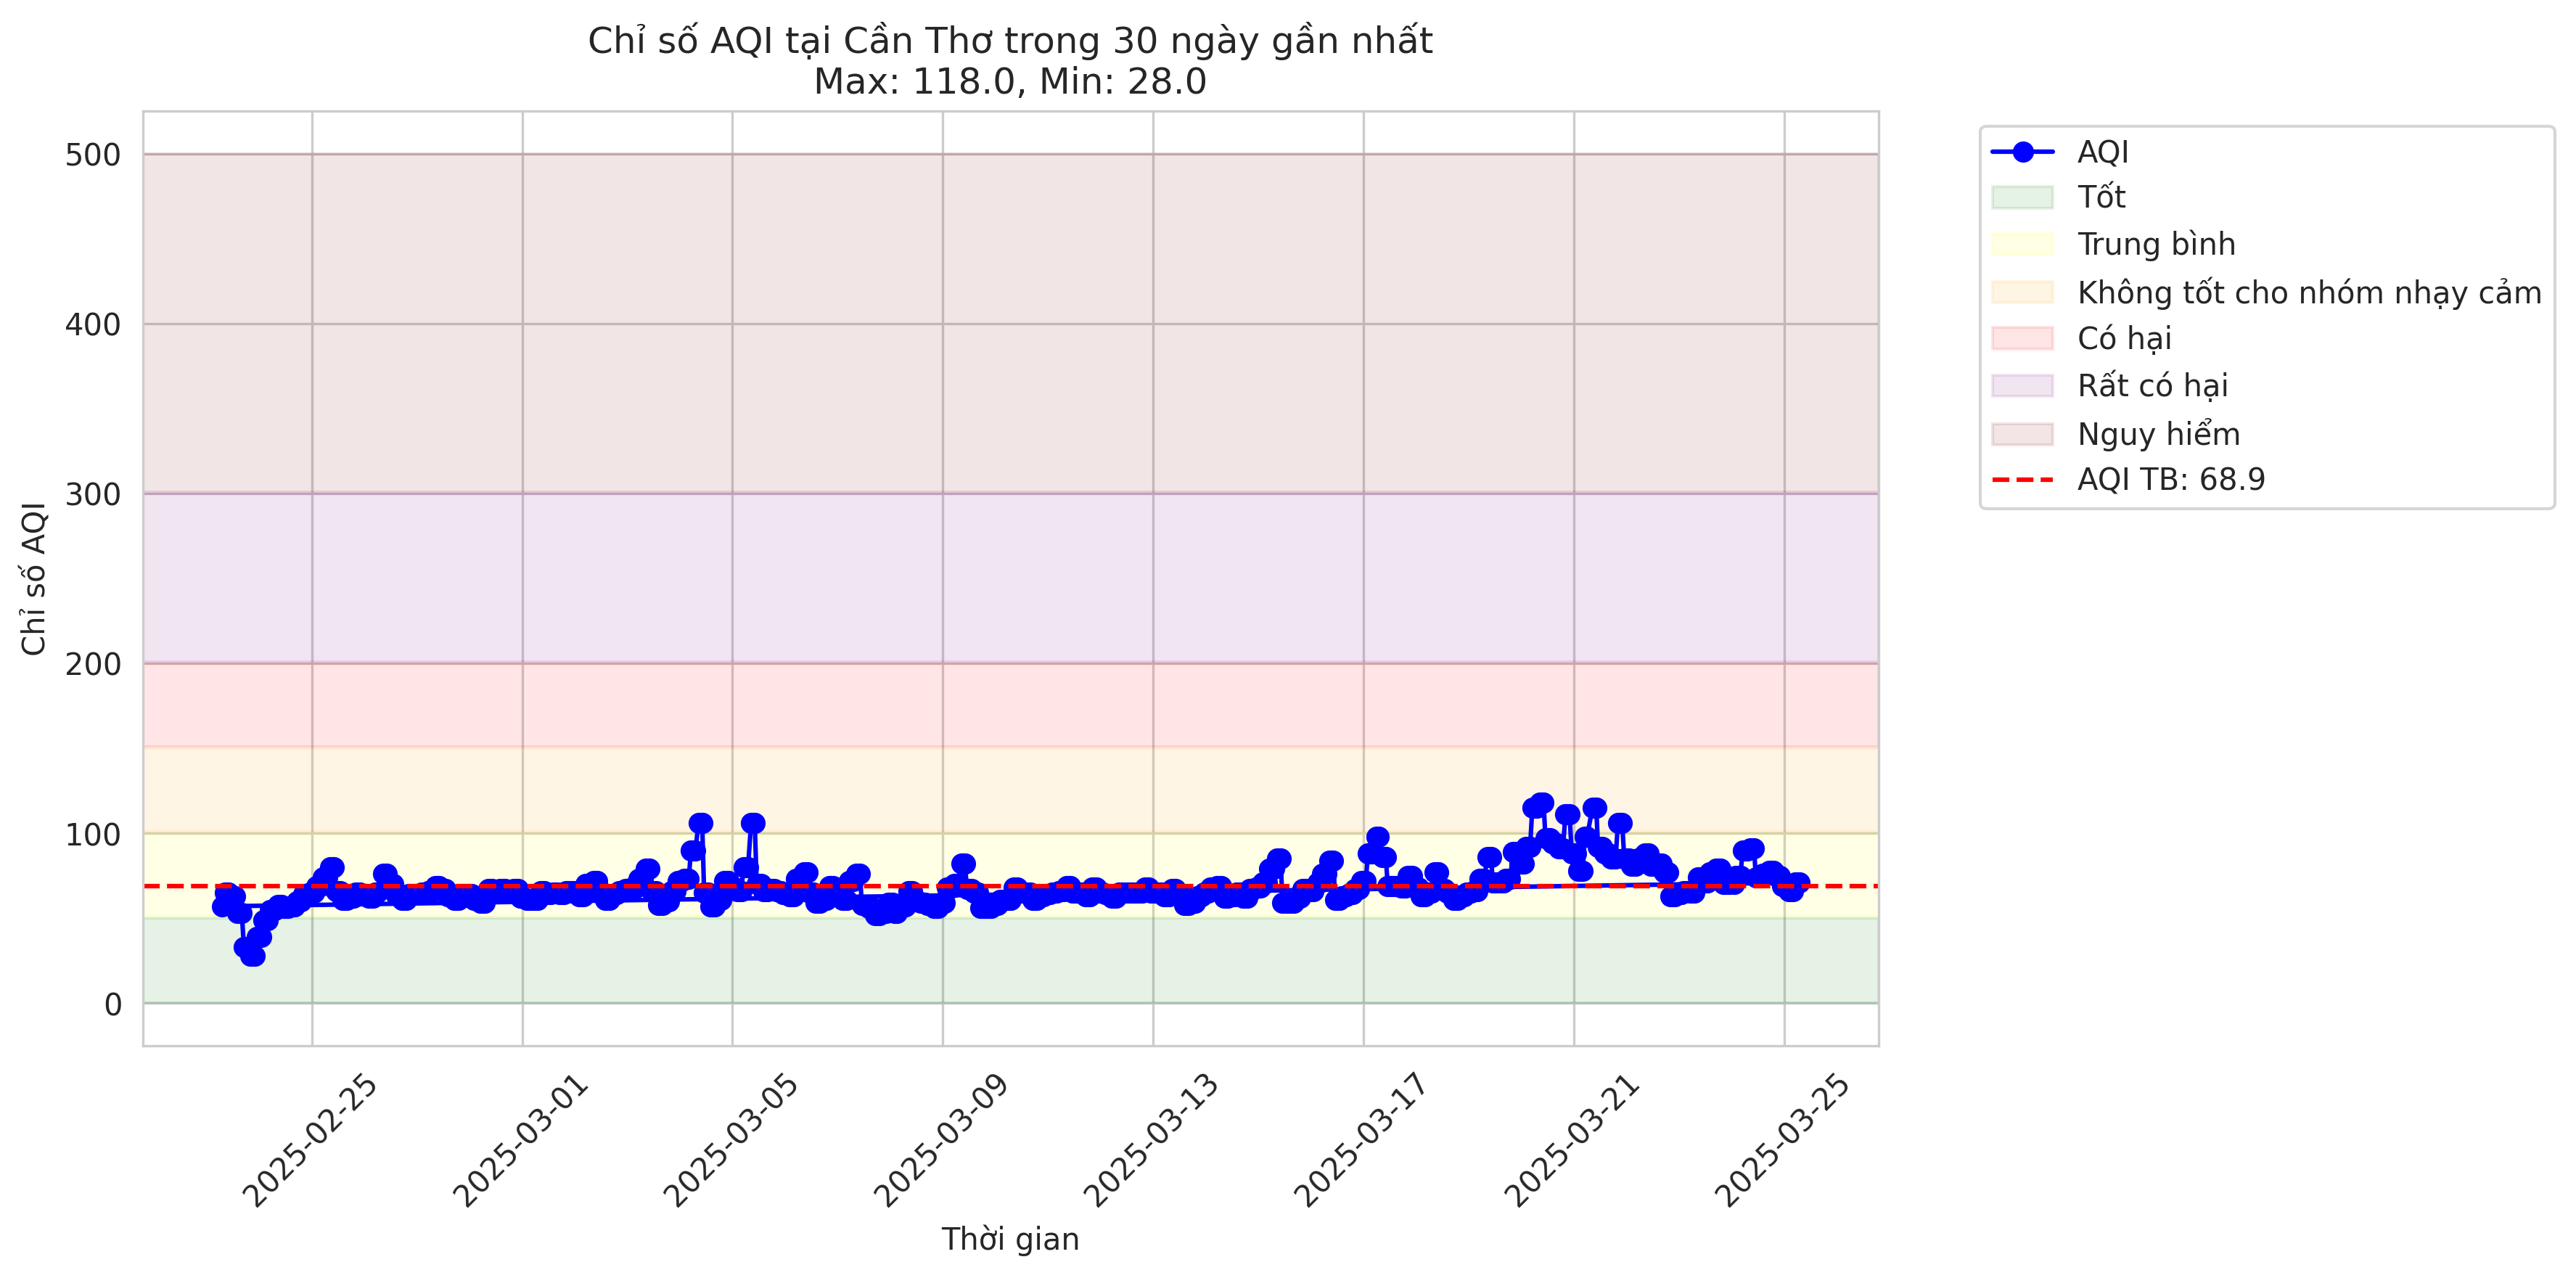 Chỉ số AQI tại Cần Thơ trong 30 ngày gần nhất
Max: 118.0, Min: 28.0
Chỉ số AQI
500
400
300
200
100
0
2025-02-25
2025-03-01
2025-03-05
2025-03-09
2025-03-13
2025-03-17
2025-03-21
2025-03-25
Thời gian
AQI
Tốt
Trung bình
Không tốt cho nhóm nhạy cảm
Có hại
Rất có hại
Nguy hiểm
AQI TB: 68.9